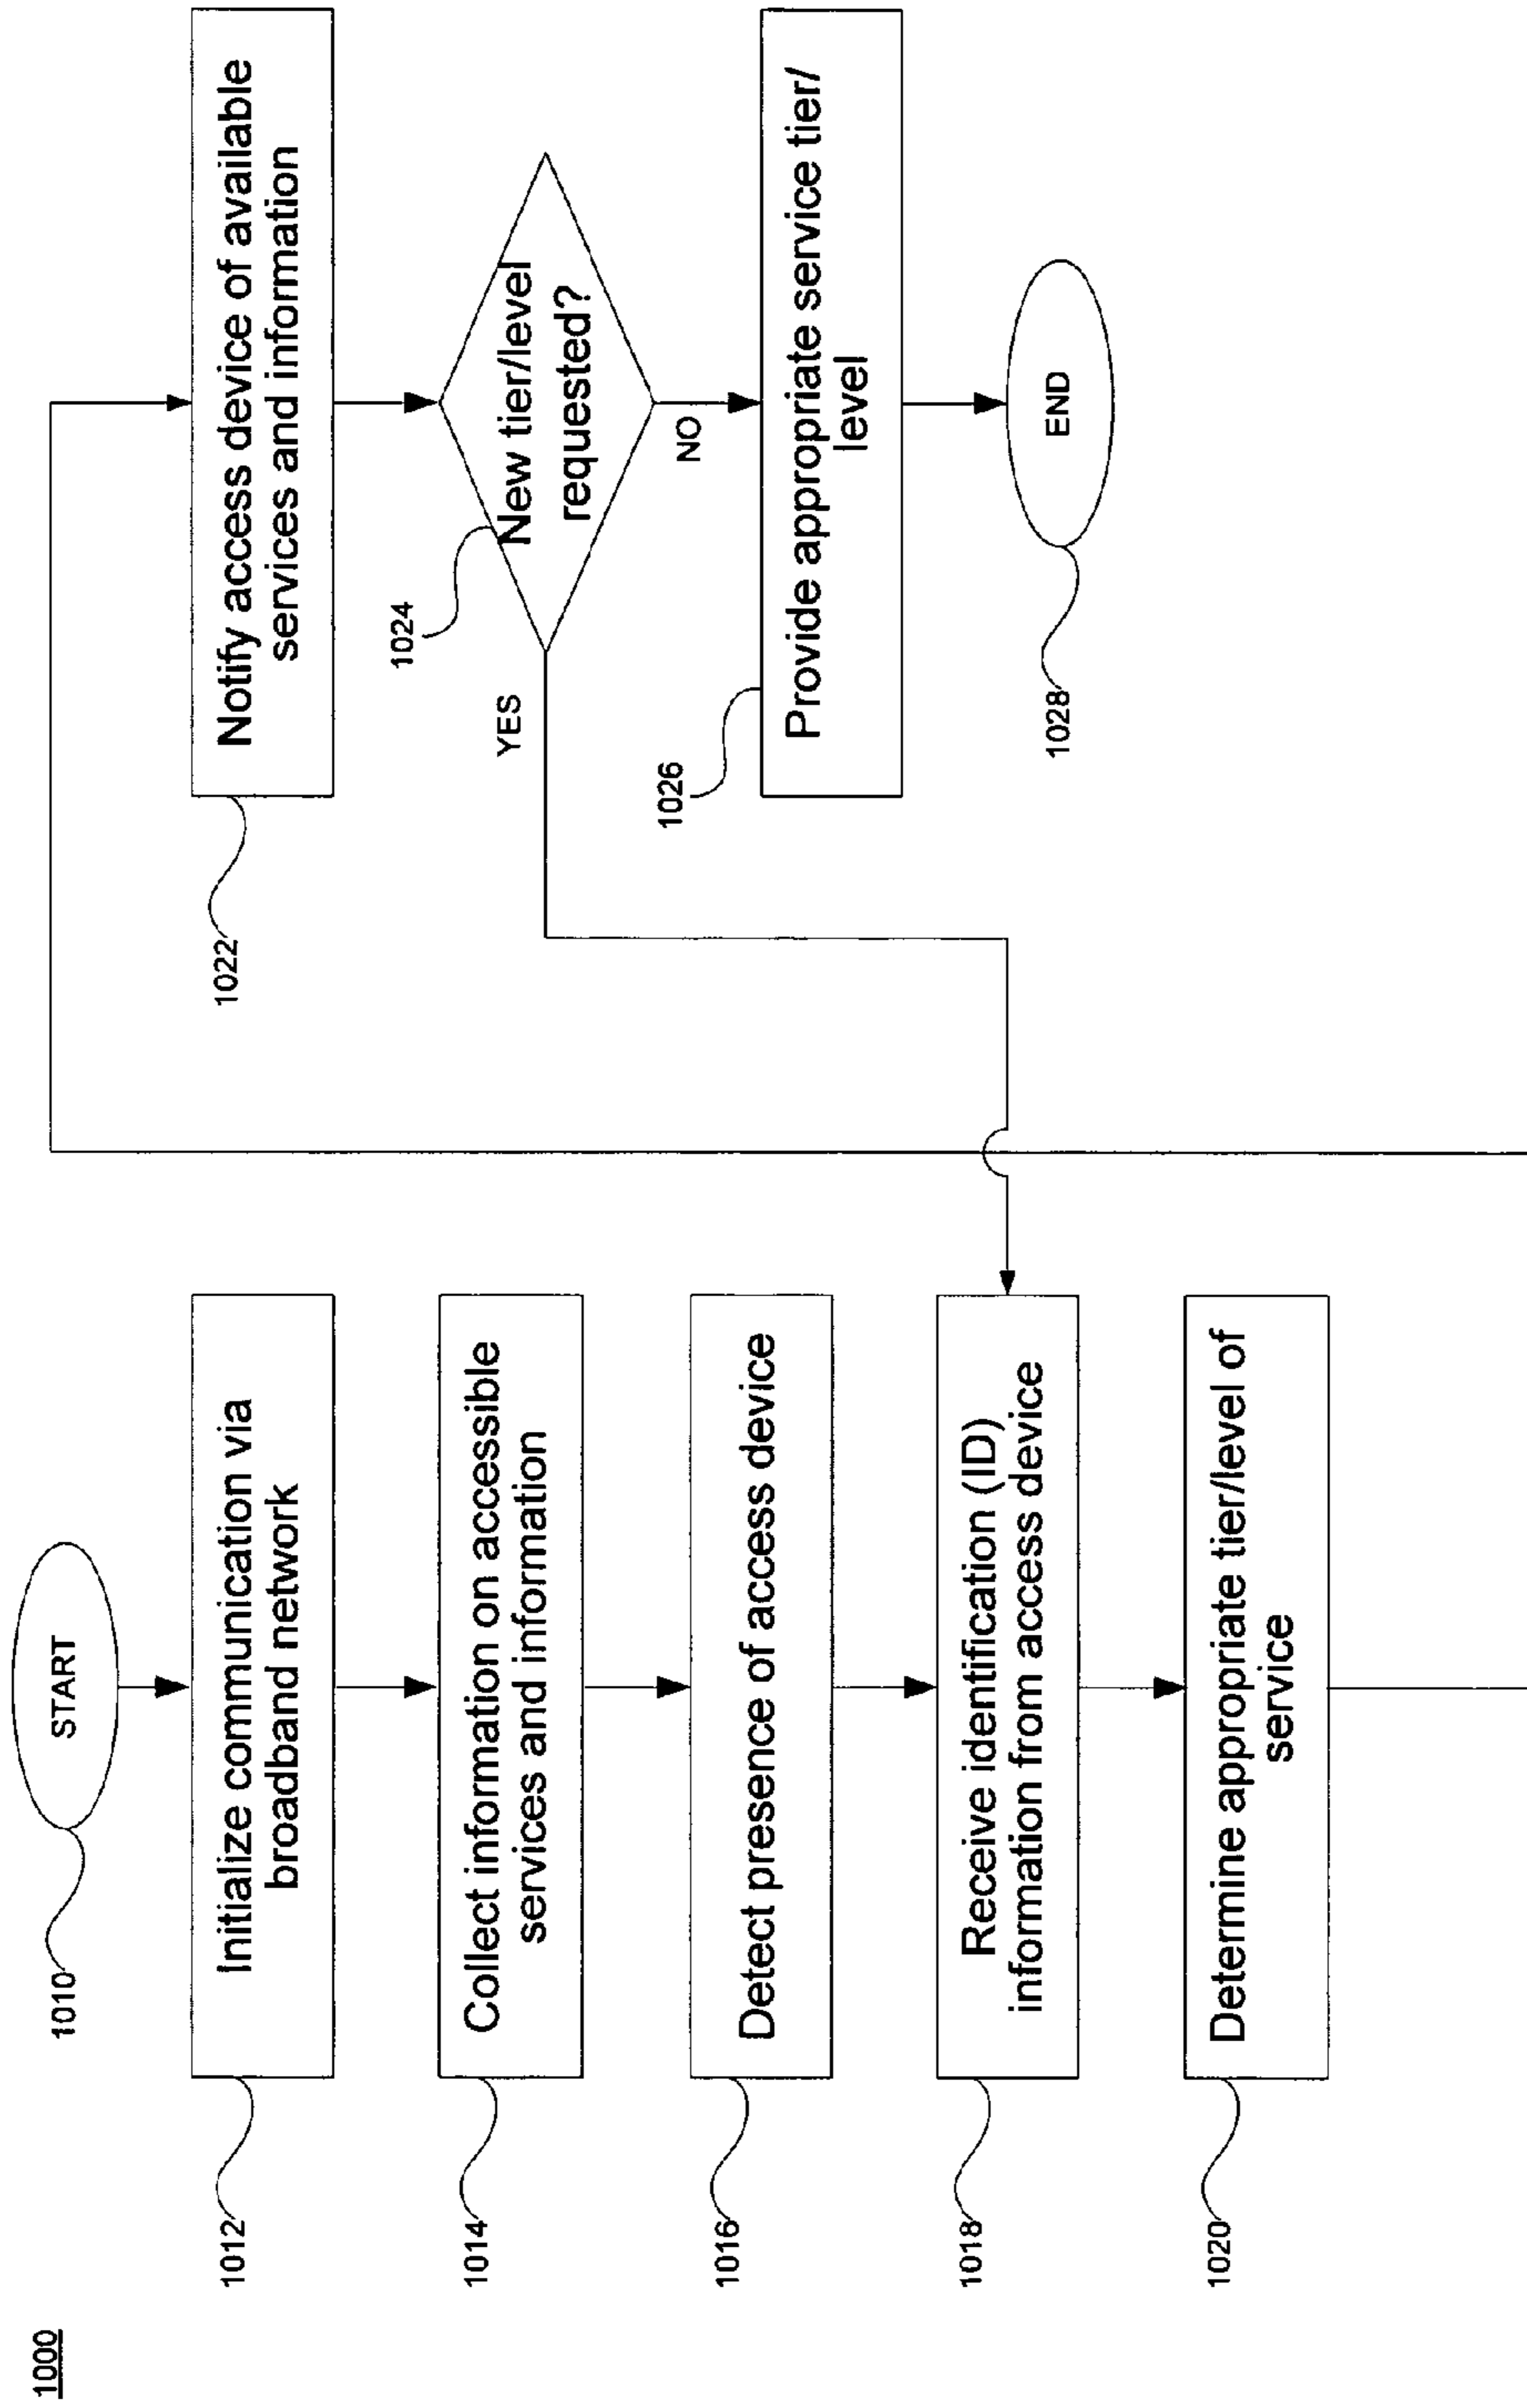 1000
START
1010
Initialize communication via
broadband network
1012
Collect information on accessible
services and information
1014
Detect presence of access device
1016
Receive identification (ID)
information from access device
1018
Determine appropriate tier/level of
service
1020
Notify access device of available
services and information
1022
New tier/level
requested?
1024
YES
NO
Provide appropriate service tier/
level
1026
END
1028